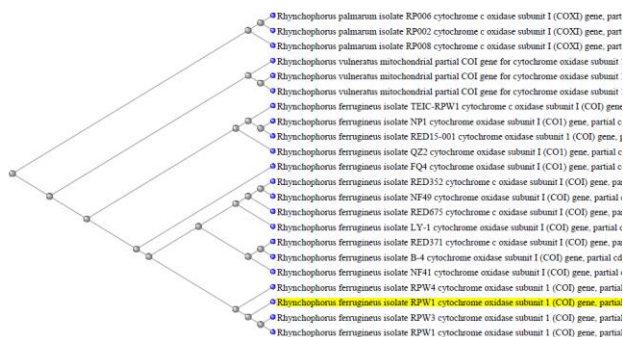 Rhynchophorus palmarum isolate RP006 cytochrome c oxidase subunit I (COXI) gene, part
Rhynchophorus palmarum isolate RP002 cytochrome c oxidase subunit I (COXI) gene, part
Rhynchophorus palmarum isolate RP008 cytochrome c oxidase subunit I (COXI) gene, part
Rhynchophorus vulneratus mitochondrial partial COI gene for cytochrome oxidase subunit 1
Rhynchophorus vulneratus mitochondrial partial COI gene for cytochrome oxidase subunit 1
Rhynchophorus vulneratus mitochondrial partial COI gene for cytochrome oxidase subunit 1
Rhynchophorus ferrugineus isolate TEIC-RPW1 cytochrome c oxidase subunit I (COI) gene
Rhynchophorus ferrugineus isolate NP1 cytochrome oxidase subunit I (CO1) gene, partial c
Rhynchophorus ferrugineus isolate RED15-001 cytochrome oxidase subunit 1 (COI) gene, p
Rhynchophorus ferrugineus isolate QZ2 cytochrome oxidase subunit I (CO1) gene, partial c
Rhynchophorus ferrugineus isolate FQ4 cytochrome oxidase subunit I (CO1) gene, partial c
Rhynchophorus ferrugineus isolate RED352 cytochrome c oxidase subunit I (COI) gene, pa
Rhynchophorus ferrugineus isolate NF49 cytochrome oxidase subunit I (COI) gene, partial
Rhynchophorus ferrugineus isolate RED675 cytochrome c oxidase subunit I (COI) gene, pa
Rhynchophorus ferrugineus isolate LY-1 cytochrome oxidase subunit I (COI) gene, partial c
Rhynchophorus ferrugineus isolate RED371 cytochrome c oxidase subunit I (COI) gene, pa
Rhynchophorus ferrugineus isolate B-4 cytochrome oxidase subunit I (COI) gene, partial cd
Rhynchophorus ferrugineus isolate NF41 cytochrome oxidase subunit I (COI) gene, partial
Rhynchophorus ferrugineus isolate RPW4 cytochrome oxidase subunit 1 (COI) gene, partial
Rhynchophorus ferrugineus isolate RPW1 cytochrome oxidase subunit 1 (COI) gene, partial
Rhynchophorus ferrugineus isolate RPW3 cytochrome oxidase subunit 1 (COI) gene, partial
Rhynchophorus ferrugineus isolate RPW1 cytochrome oxidase subunit 1 (COI) gene, partial